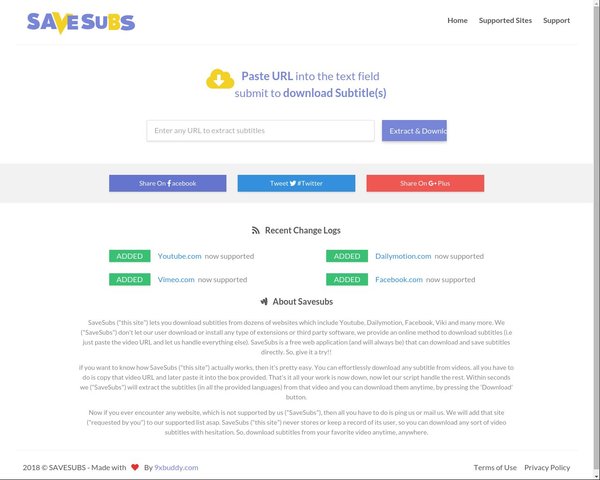 SAVESUBS
Home Supported Sites Support
Paste URL into the text field
submit to download Subtitle(s)
Enter any URL to extract subtitles
Extract & Downlo
Share On facebook
Tweet #Twitter
Share On G+ Plus
Recent Change Logs
ADDED Youtube.com now supported
ADDED Dailymotion.com now supported
ADDED Vimeo.com now supported
ADDED Facebook.com now supported
About Savesubs
SaveSubs ("this site") lets you download subtitles from dozens of websites which include Youtube, Dailymotion, Facebook, Viki and many more. We
("SaveSubs") don't let our user download or install any type of extensions or third party software, we provide an online method to download subtitles (i.e
just paste the video URL and let us handle everything else). SaveSubs is a free web application (and will always be) that can download and save subtitles
directly. So, give it a try!!
If you want to know how SaveSubs ("this site") actually works, then it's pretty easy. You can effortlessly download any subtitle from videos, all you have to
do is copy that video URL and later paste it into the box provided. That's it all your work is now down, now let our script handle the rest. Within seconds
we ("SaveSubs") will extract the subtitles (in all the provided languages) from that video and you can download them anytime, by pressing the 'Download'
button.
Now if you ever encounter any website, which is not supported by us ("SaveSubs"), then all you have to do is ping us or mail us. We will add that site
("requested by you") to our supported list asap. SaveSubs ("this site") never stores or keep a record of its user, so you can download any sort of video
subtitles with hesitation. So, download subtitles from your favorite video anytime, anywhere.
2018 © SAVESUBS - Made with ♥ By 9xbuddy.com
Terms of Use Privacy Policy